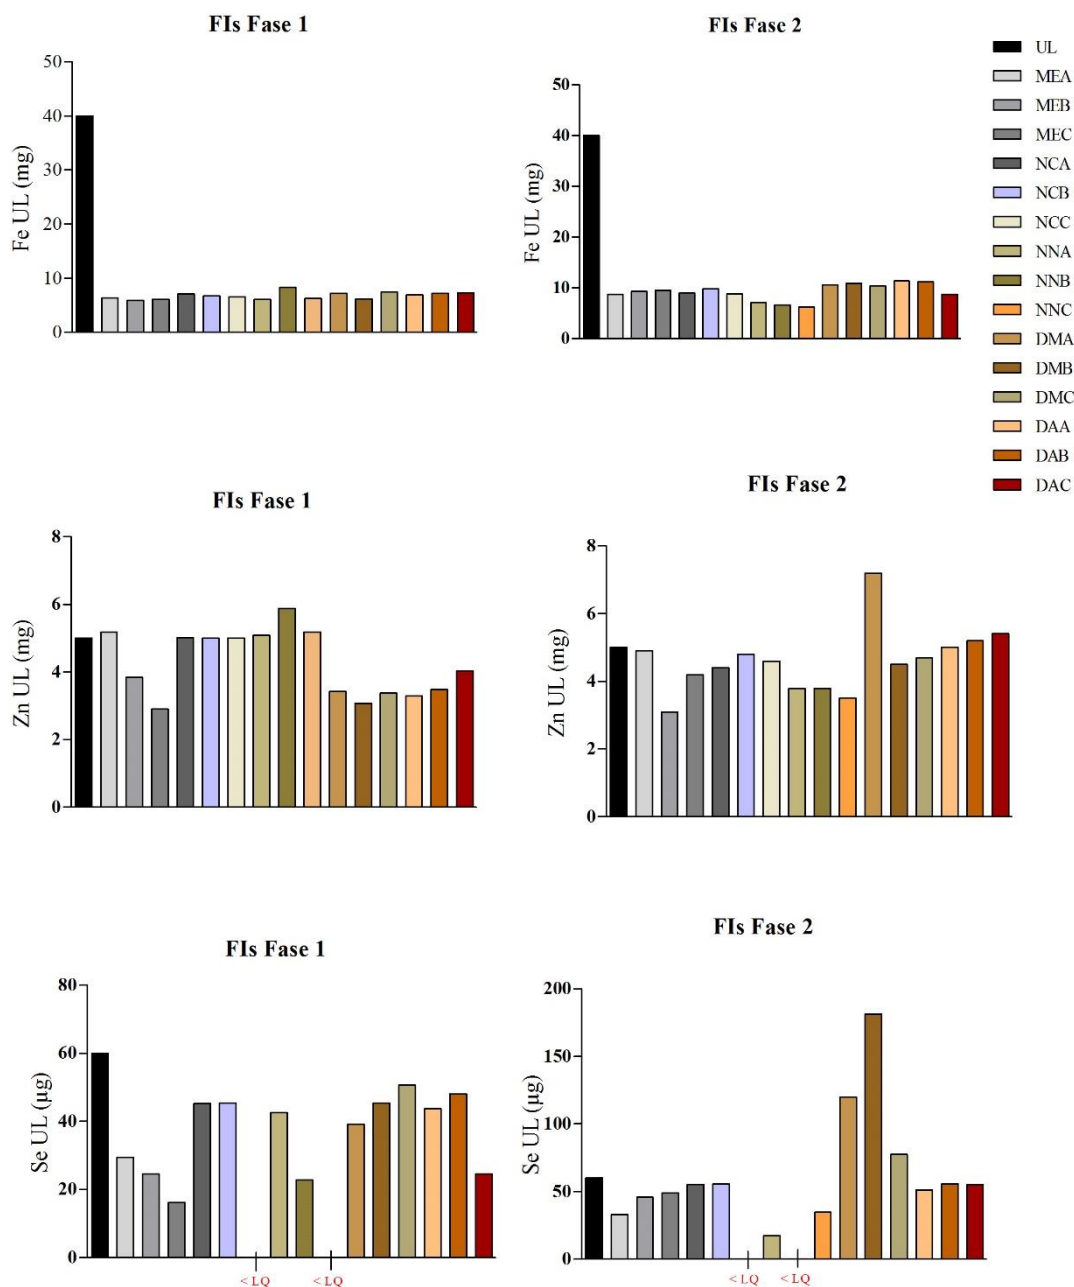 FIs Fase 1
Fe UL (mg)
50
40
30
20
10
0
FIs Fase 2
Fe UL (mg)
50
40
30
20
10
0
UL
MEA
MEB
MEC
NCA
NCB
NCC
NNA
NNB
NNC
DMA
DMB
DMC
DAA
DAB
DAC
FIs Fase 1
Zn UL (mg)
8
6
4
2
0
FIs Fase 2
Zn UL (mg)
8
6
4
2
0
FIs Fase 1
Se UL (µg)
80
60
40
20
0
< LQ
< LQ
FIs Fase 2
Se UL (µg)
200
150
100
50
0
< LQ
< LQ